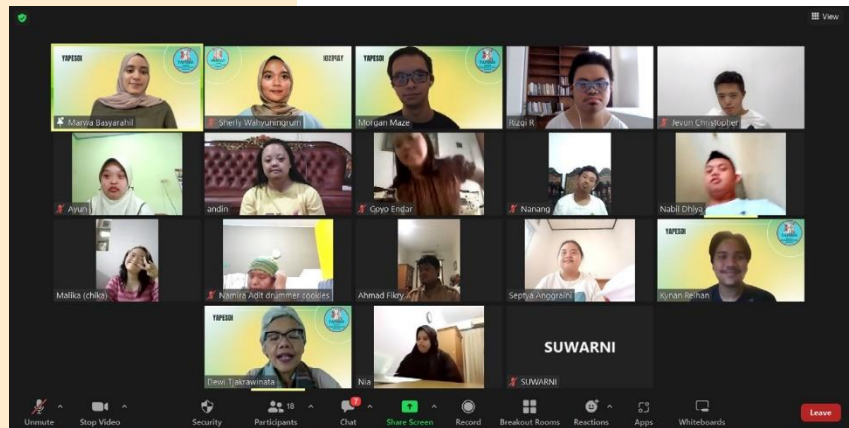 View
YAPESDI
Marwa Basyarahil
YAPESDI
Sherly Wahyuningrum
YAPESDI
Morgan Maze
Rizqi R
Jevon Christopher
Ayun
andin
Goyo Endar
Nanang
Nabil Dhiya
Malika (chika)
Namira Adit drummer cookies
Ahmad Fikry
Septya Anggraini
YAPESDI
Kynan Reihan
YAPESDI
Dewi Tjakrawinata
Nia
SUWARNI
SUWARNI
Unmute
Stop Video
Security
18
Participants
7
Chat
Share Screen
Record
Breakout Rooms
Reactions
Apps
Whiteboards
Leave